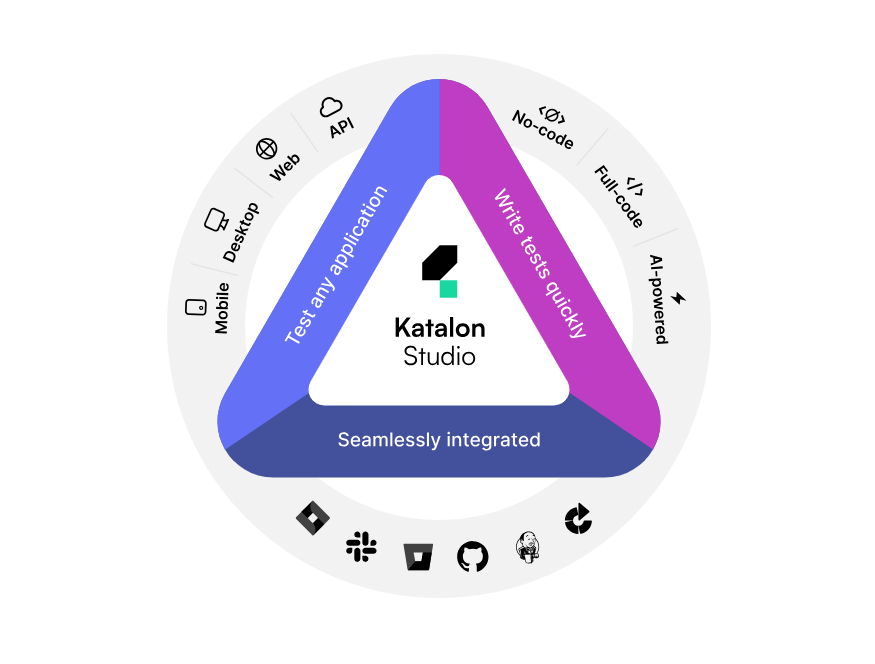 API
Web
Desktop
Mobile
No-code
Full-code
AI-powered
Test any application
Write tests quickly
Katalon
Studio
Seamlessly integrated